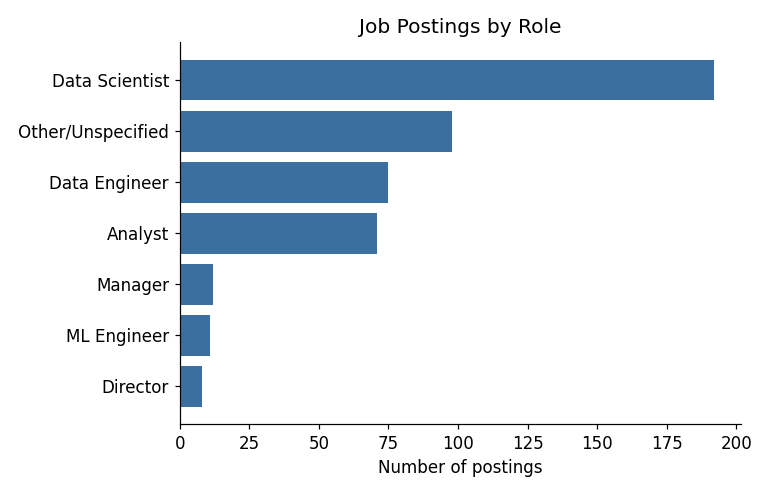 Job Postings by Role
Data Scientist
Other/Unspecified
Data Engineer
Analyst
Manager
ML Engineer
Director
0 25 50 75 100 125 150 175 200
Number of postings